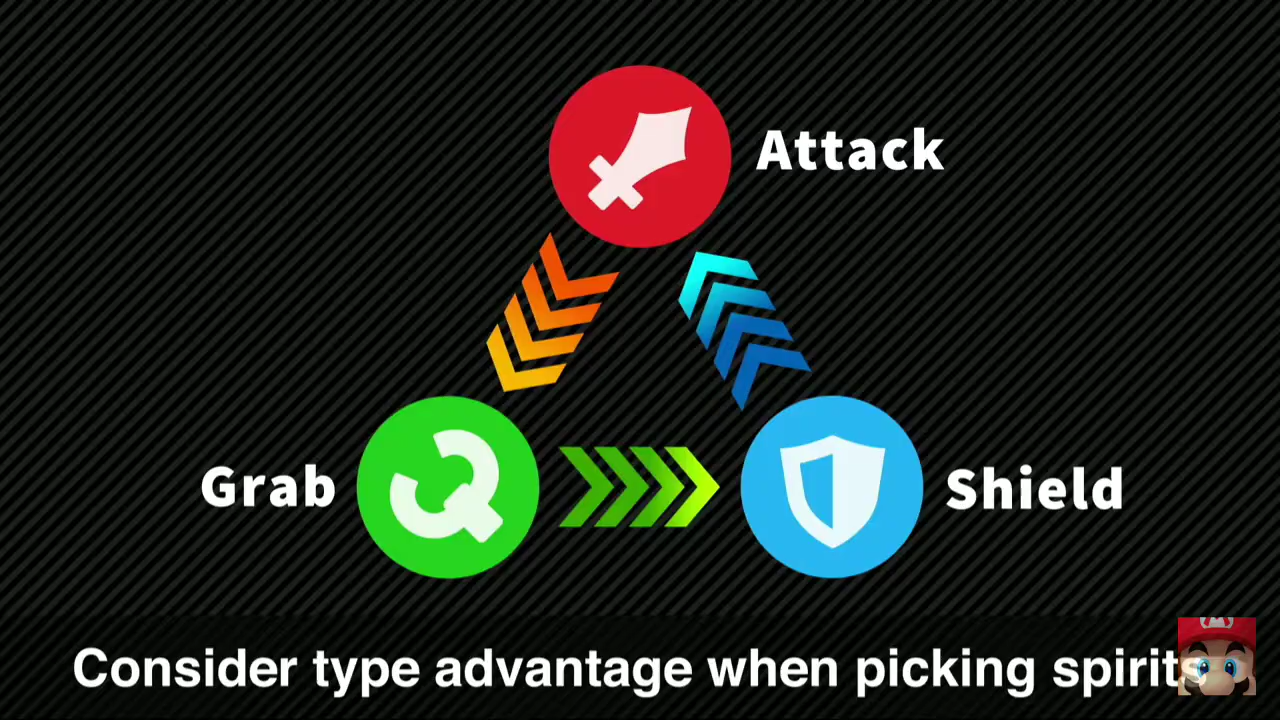 Attack
Grab
Shield
Consider type advantage when picking spirits
M